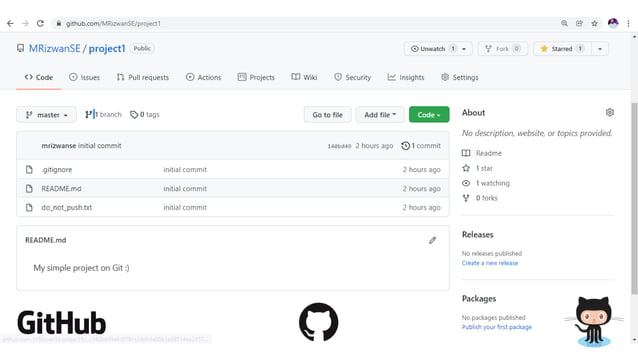 github.com/MRizwanSE/project1
MRizwanSE / project1 Public
Unwatch 1 Fork 0 Starred 1
Code Issues Pull requests Actions Projects Wiki Security Insights Settings
master 1 branch 0 tags Go to file Add file Code
mrizwanse initial commit 2 hours ago 1 commit
.gitignore initial commit 2 hours ago
README.md initial commit 2 hours ago
do_not_push.txt initial commit 2 hours ago
README.md
My simple project on Git :)
About
No description, website, or topics provided.
Readme
1 star
1 watching
0 forks
Releases
No releases published
Create a new release
Packages
No packages published
Publish your first package
GitHub